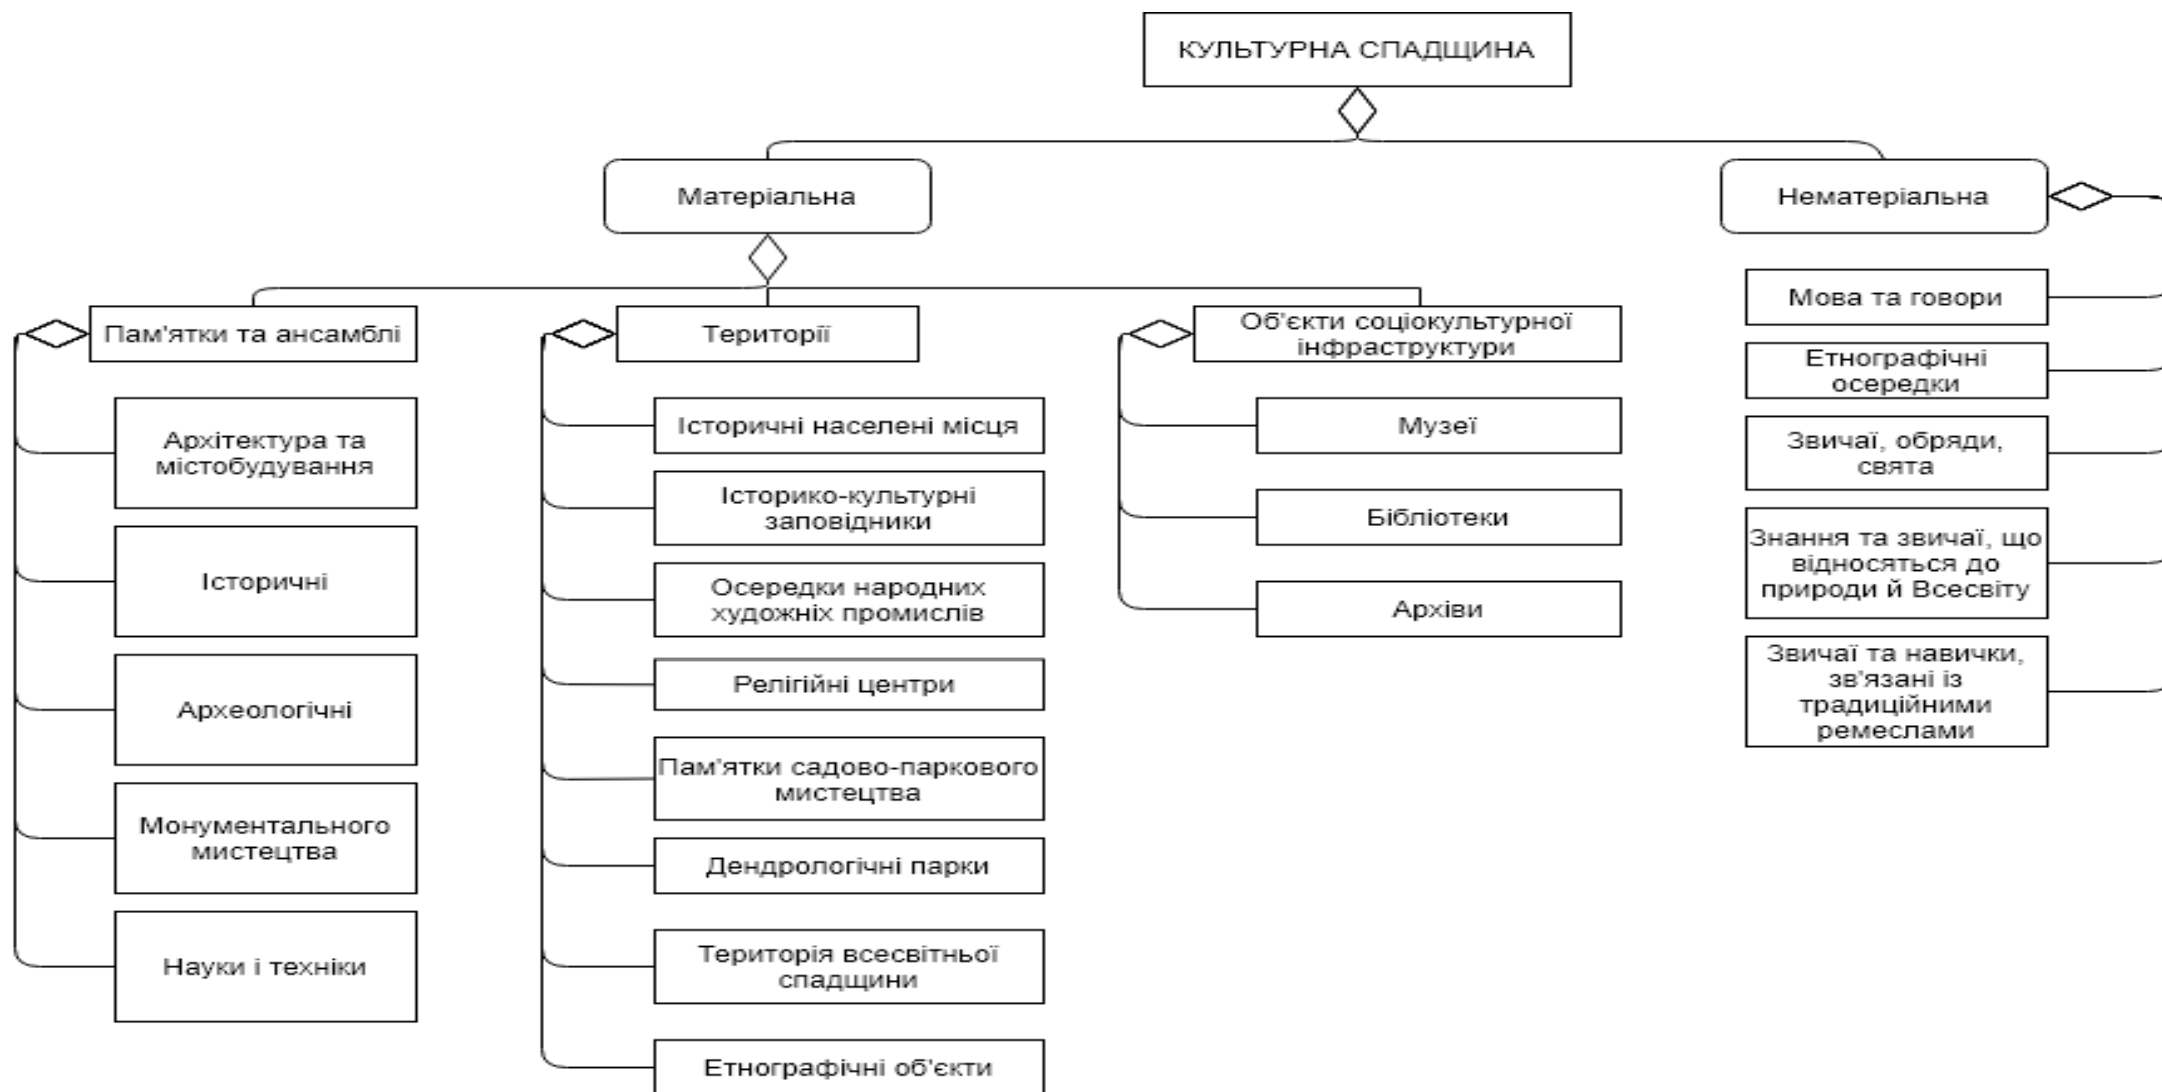 КУЛЬТУРНА СПАДЩИНА
Матеріальна
Нематеріальна
Пам'ятки та ансамблі
Архітектура та
містобудування
Історичні
Археологічні
Монументального
мистецтва
Науки і техніки
Території
Історичні населені місця
Історико-культурні
заповідники
Осередки народних
художніх промислів
Релігійні центри
Пам'ятки садово-паркового
мистецтва
Дендрологічні парки
Територія всесвітньої
спадщини
Етнографічні об'єкти
Об'єкти соціокультурної
інфраструктури
Музеї
Бібліотеки
Архіви
Мова та говори
Етнографічні
осередки
Звичаї, обряди,
свята
Знання та звичаї, що
відносяться до
природи й Всесвіту
Звичаї та навички,
зв'язані із
традиційними
ремеслами